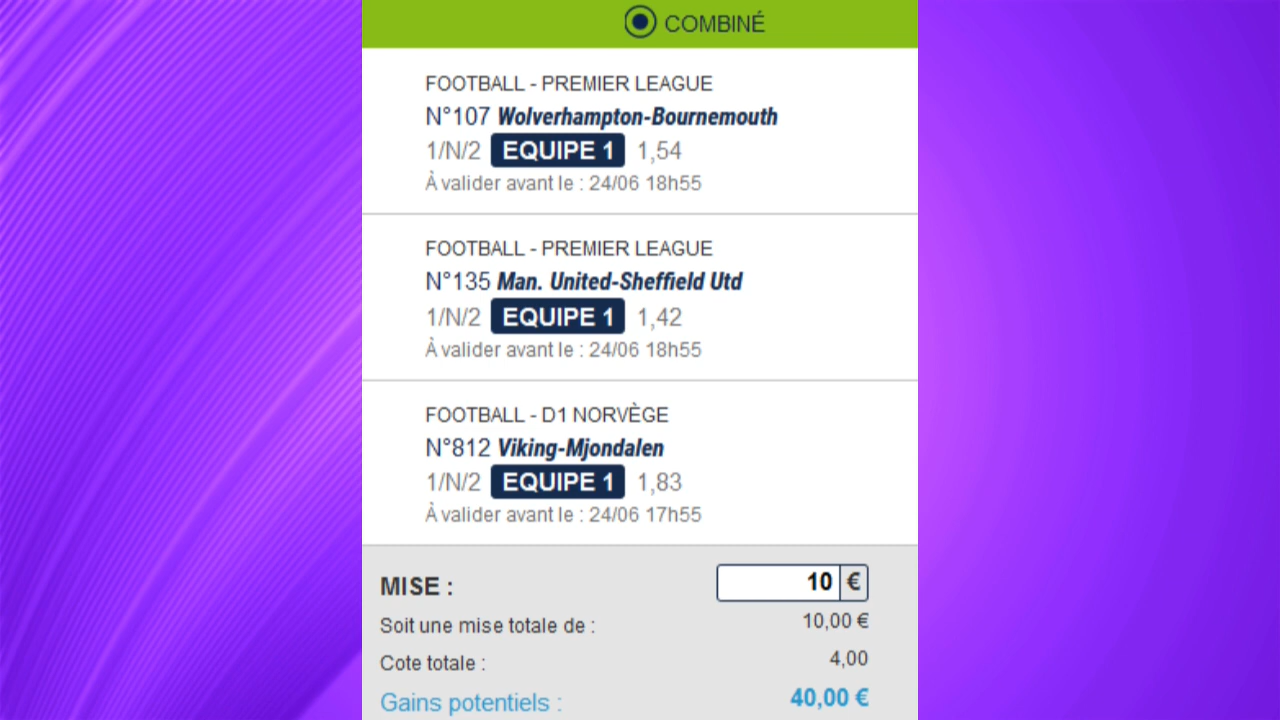 COMBINÉ
FOOTBALL - PREMIER LEAGUE
N°107 Wolverhampton-Bournemouth
1/N/2 EQUIPE 1 1,54
À valider avant le : 24/06 18h55
FOOTBALL - PREMIER LEAGUE
N°135 Man. United-Sheffield Utd
1/N/2 EQUIPE 1 1,42
À valider avant le : 24/06 18h55
FOOTBALL - D1 NORVÈGE
N°812 Viking-Mjondalen
1/N/2 EQUIPE 1 1,83
À valider avant le : 24/06 17h55
MISE : 10 €
Soit une mise totale de : 10,00 €
Cote totale : 4,00
Gains potentiels : 40,00 €